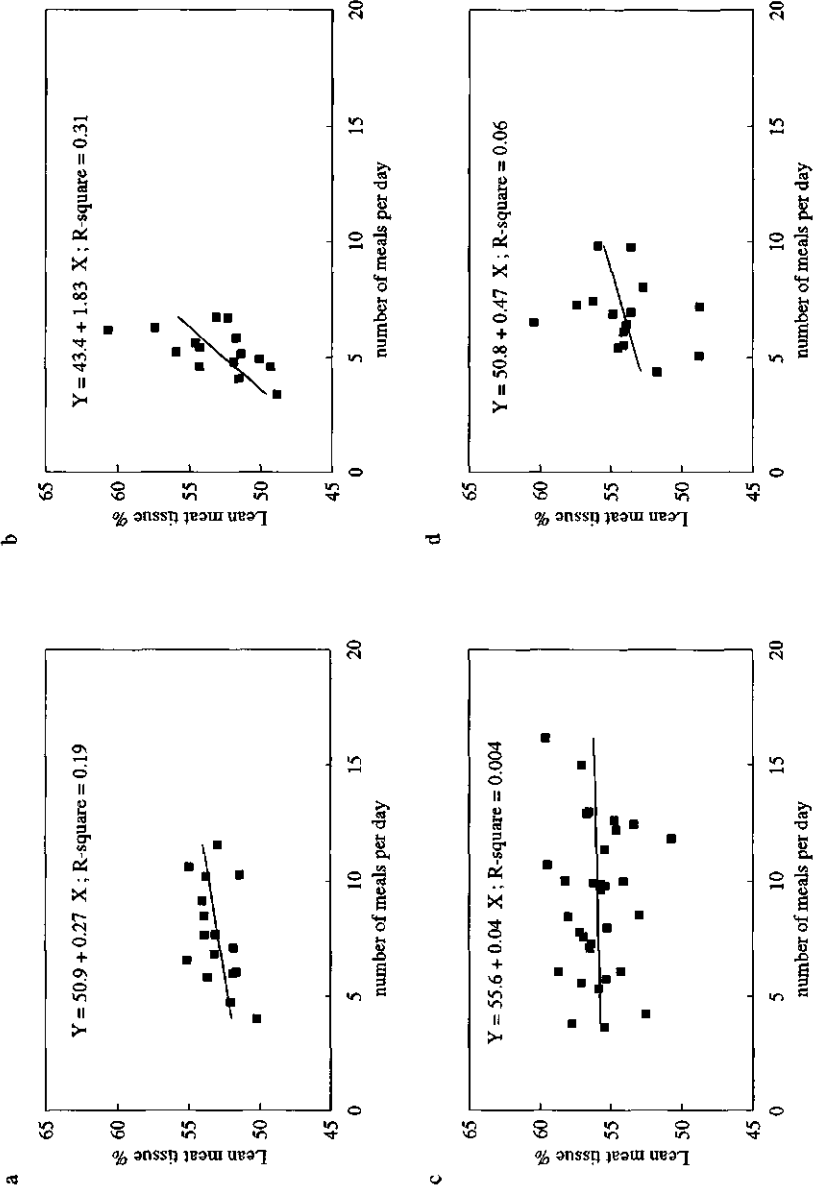 a
Y = 50.9 + 0.27 X ; R-square = 0.19
Lean meat tissue %
65
60
55
50
45
0
5
10
15
20
number of meals per day
b
Y = 43.4 + 1.83 X ; R-square = 0.31
Lean meat tissue %
65
60
55
50
45
0
5
10
15
20
number of meals per day
c
Y = 55.6 + 0.04 X ; R-square = 0.004
Lean meat tissue %
65
60
55
50
45
0
5
10
15
20
number of meals per day
d
Y = 50.8 + 0.47 X ; R-square = 0.06
Lean meat tissue %
65
60
55
50
45
0
5
10
15
20
number of meals per day